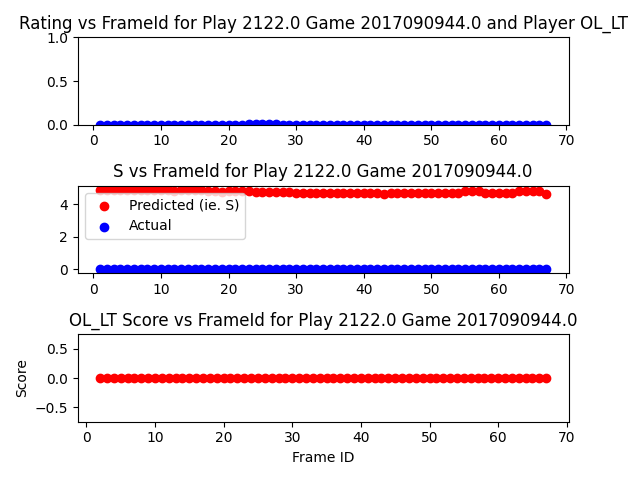 Rating vs FrameId for Play 2122.0 Game 2017090944.0 and Player OL_LT
1.0
0.5
0.0
0 10 20 30 40 50 60 70
S vs FrameId for Play 2122.0 Game 2017090944.0
4
2
0
Predicted (ie. S)
Actual
0 10 20 30 40 50 60 70
OL_LT Score vs FrameId for Play 2122.0 Game 2017090944.0
Score
0.5
0.0
−0.5
0 10 20 30 40 50 60 70
Frame ID